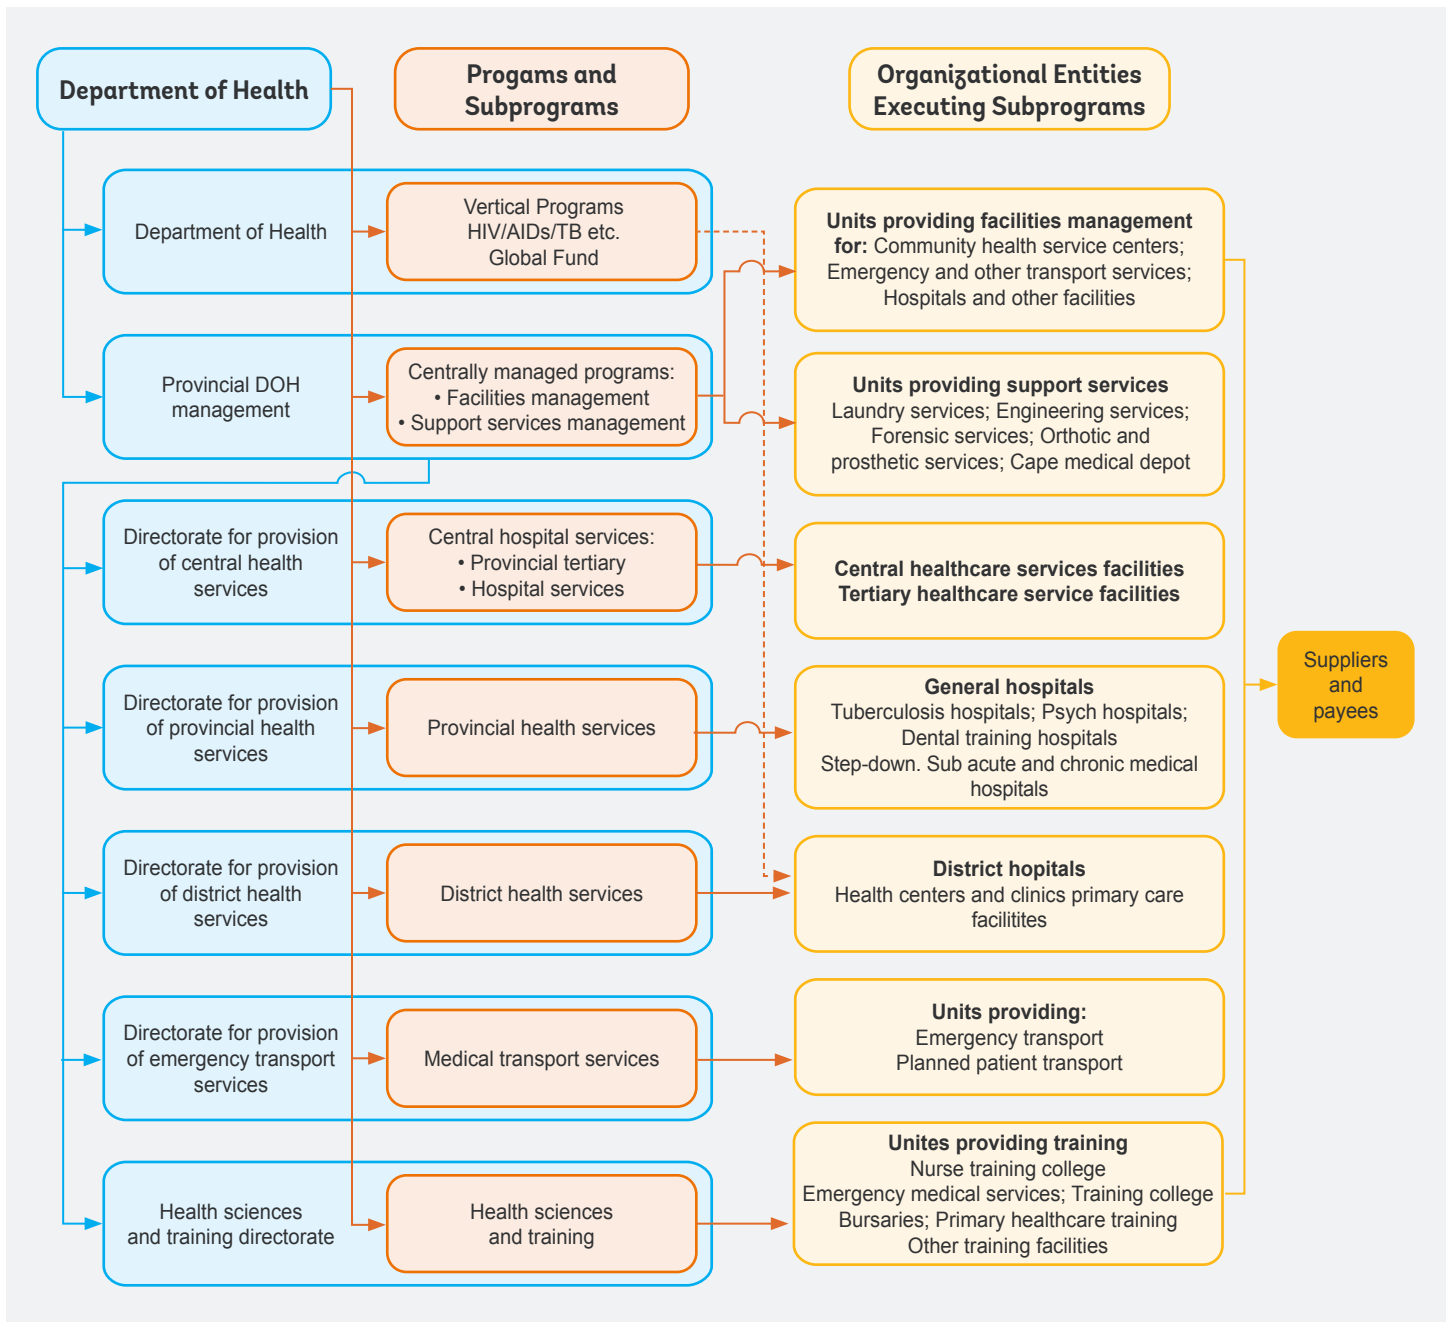 Department of Health
Progams and
Subprograms
Organizational Entities
Executing Subprograms
Department of Health
Vertical Programs
HIV/AIDs/TB etc.
Global Fund
Units providing facilities management
for: Community health service centers;
Emergency and other transport services;
Hospitals and other facilities
Provincial DOH
management
Centrally managed programs:
• Facilities management
• Support services management
Units providing support services
Laundry services; Engineering services;
Forensic services; Orthotic and
prosthetic services; Cape medical depot
Directorate for provision
of central health
services
Central hospital services:
• Provincial tertiary
• Hospital services
Central healthcare services facilities
Tertiary healthcare service facilities
Directorate for provision
of provincial health
services
Provincial health services
General hospitals
Tuberculosis hospitals; Psych hospitals;
Dental training hospitals
Step-down. Sub acute and chronic medical
hospitals
Suppliers
and
payees
Directorate for provision
of district health
services
District health services
District hopitals
Health centers and clinics primary care
facilitites
Directorate for provision
of emergency transport
services
Medical transport services
Units providing:
Emergency transport
Planned patient transport
Health sciences
and training directorate
Health sciences
and training
Unites providing training
Nurse training college
Emergency medical services; Training college
Bursaries; Primary healthcare training
Other training facilities